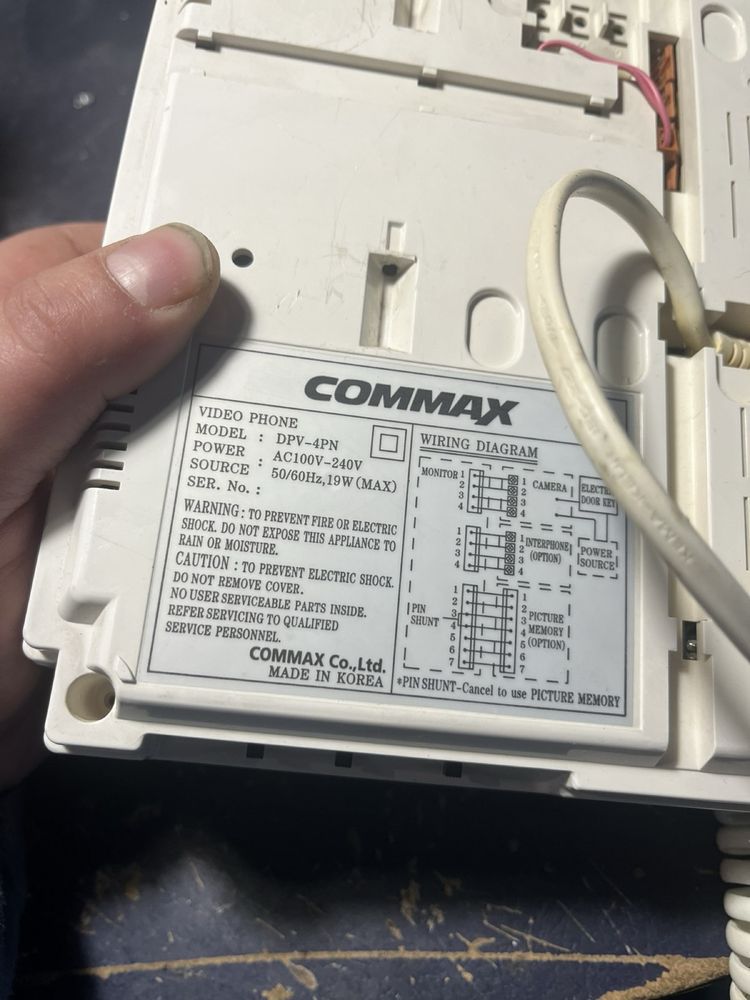 COMMAX
VIDEO PHONE
MODEL : DPV-4PN
POWER SOURCE : AC100V-240V
50/60Hz, 19W (MAX)
SER. No. :
WARNING : TO PREVENT FIRE OR ELECTRIC
SHOCK. DO NOT EXPOSE THIS APPLIANCE TO
RAIN OR MOISTURE.
CAUTION : TO PREVENT ELECTRIC SHOCK.
DO NOT REMOVE COVER.
NO USER SERVICEABLE PARTS INSIDE.
REFER SERVICING TO QUALIFIED
SERVICE PERSONNEL.
COMMAX Co., Ltd.
MADE IN KOREA
WIRING DIAGRAM
MONITOR 1 1 CAMERA
2 2
3 3
4 4
DOOR KEY
POWER
SOURCE
1 1 INTERPHONE
2 2 (OPTION)
3 3
4 4
PIN
SHUNT
1 1
2 2
3 3 PICTURE
4 4 MEMORY
5 5 (OPTION)
6 6
7 7
*PIN SHUNT-Cancel to use PICTURE MEMORY